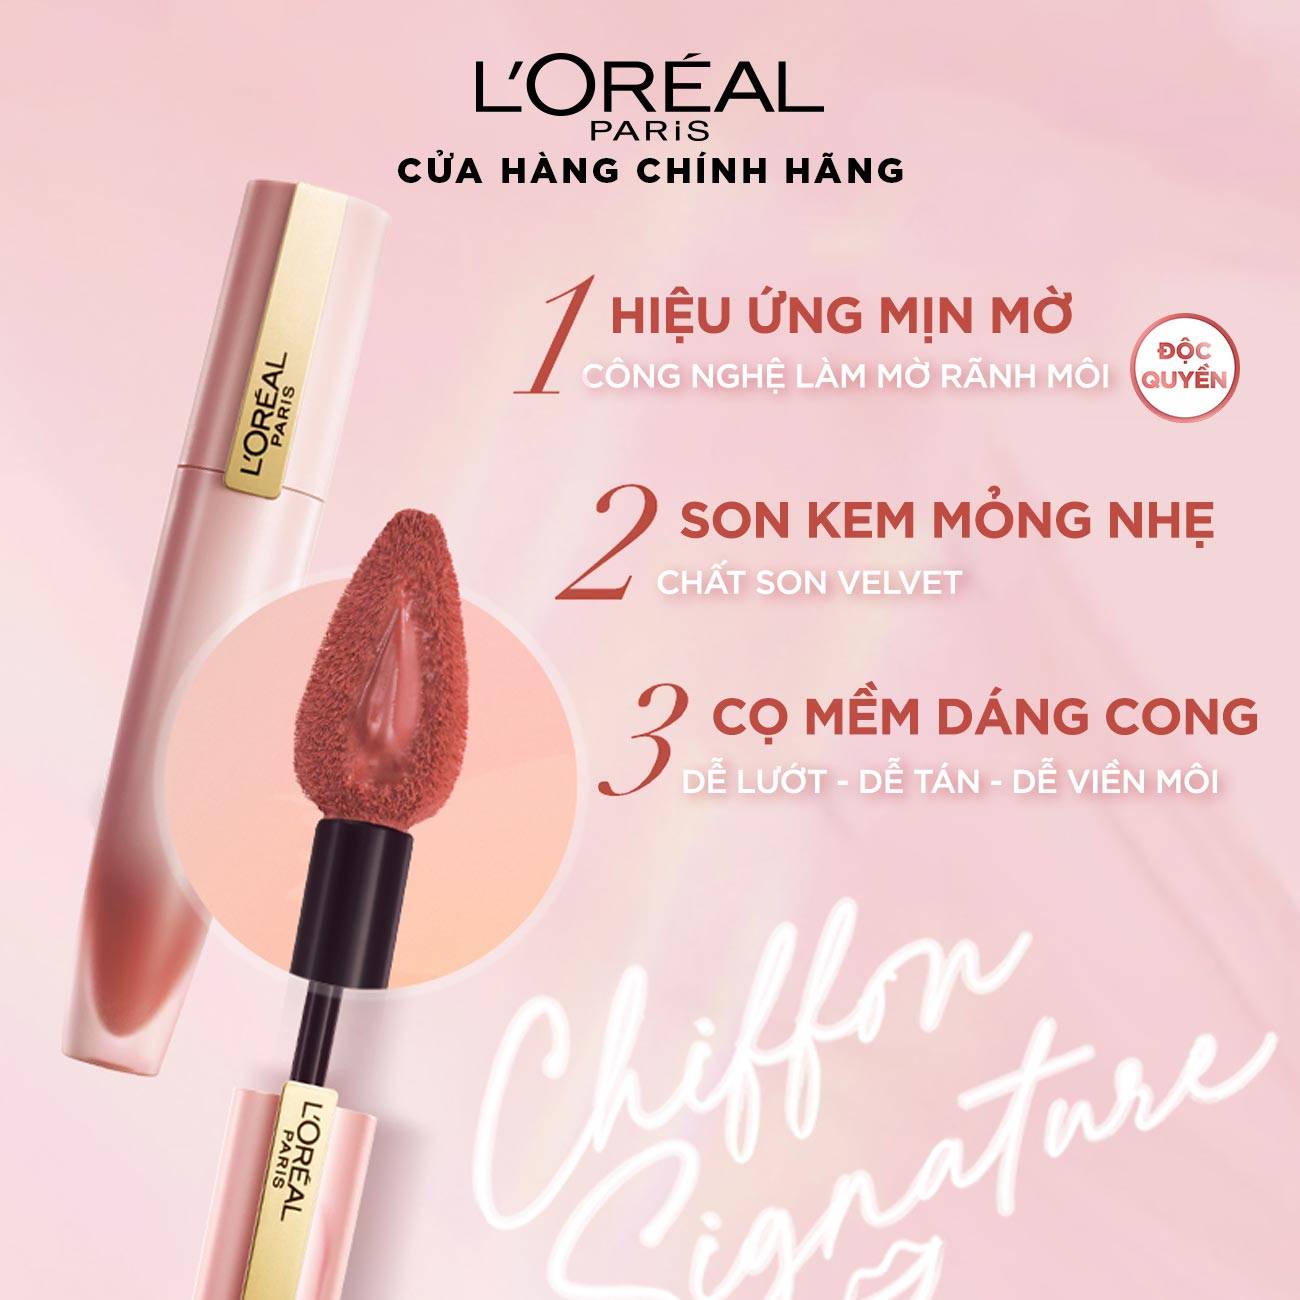 L'ORÉAL
PARiS
CỬA HÀNG CHÍNH HÃNG
1 HIỆU ỨNG MỊN MỜ
CÔNG NGHỆ LÀM MỜ RÃNH MÔI
ĐỘC
QUYỀN
2 SON KEM MỎNG NHẸ
CHẤT SON VELVET
3 CỌ MỀM DÁNG CONG
DỄ LƯỚT - DỄ TÁN - DỄ VIỀN MÔI
L'ORÉAL
PARIS
Chiffon
Signature
L'ORÉAL
PARIS